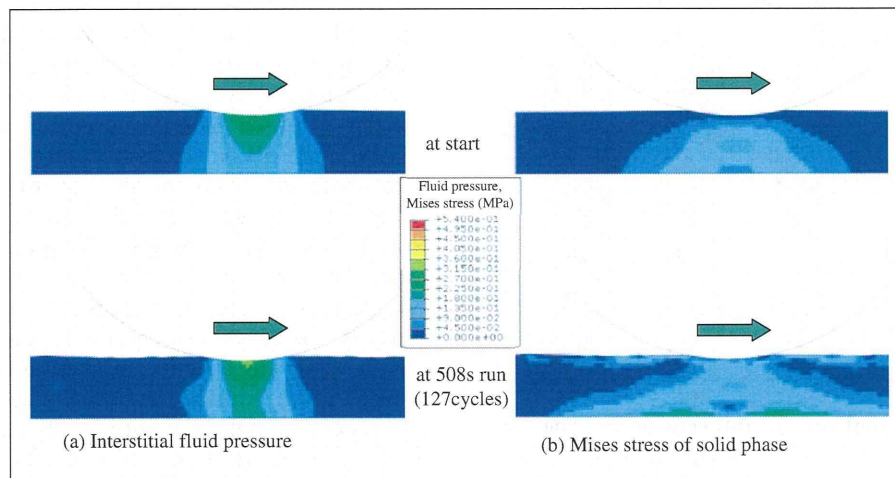 at start
Fluid pressure,
Mises stress (MPa)
+5.400e-01
+4.950e-01
+4.500e-01
+4.050e-01
+3.600e-01
+3.150e-01
+2.700e-01
+2.250e-01
+1.800e-01
+1.350e-01
+9.000e-02
+4.500e-02
+0.000e+00
at 508s run
(127cycles)
(a) Interstitial fluid pressure
(b) Mises stress of solid phase